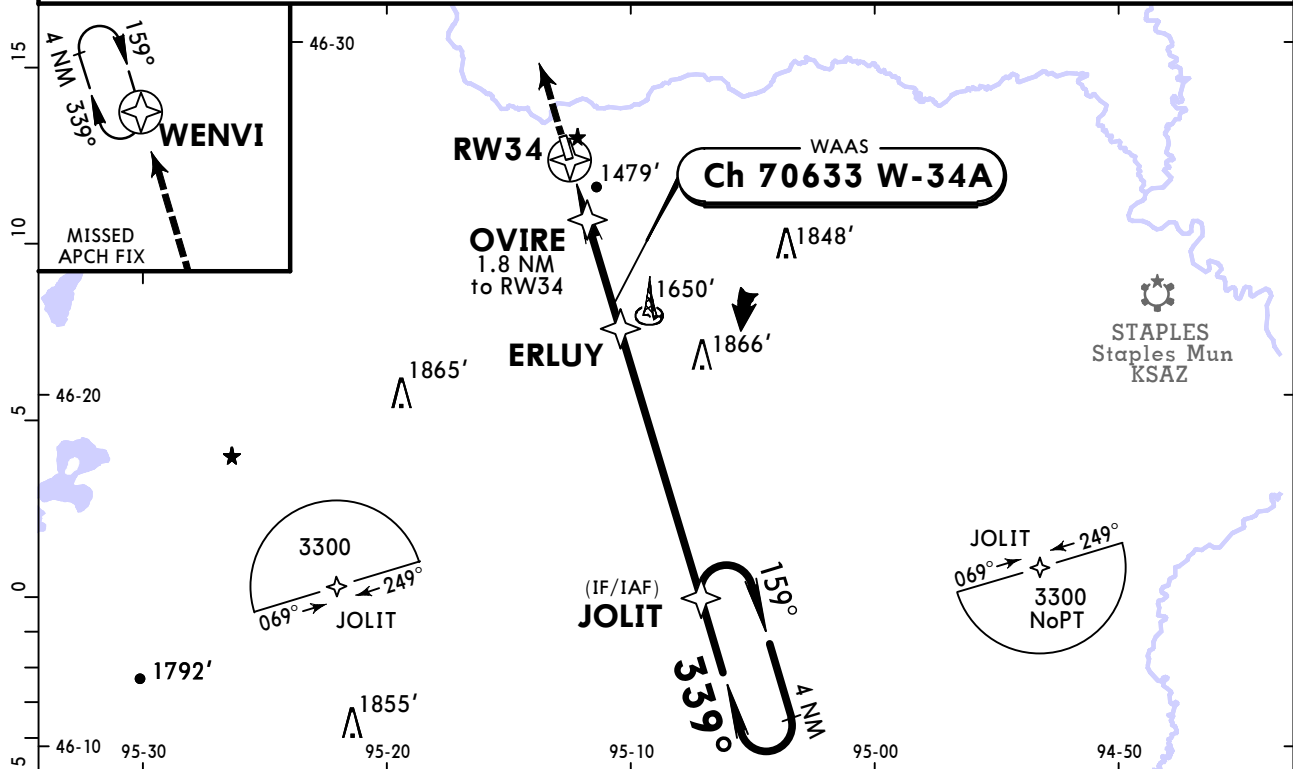 159°
4 NM
339°
WENVI
MISSED
APCH FIX
15
10
5
0
5
46-30
46-20
46-10
RW34
1479'
WAAS
Ch 70633 W-34A
OVIRE
1.8 NM
to RW34
1848'
1650'
ERLUY
1866'
1865'
STAPLES
Staples Mun
KSAZ
3300
069°
249°
JOLIT
(IF/IAF)
JOLIT
159°
339°
4 NM
JOLIT
249°
069°
3300
NoPT
1792'
1855'
95-30
95-20
95-10
95-00
94-50